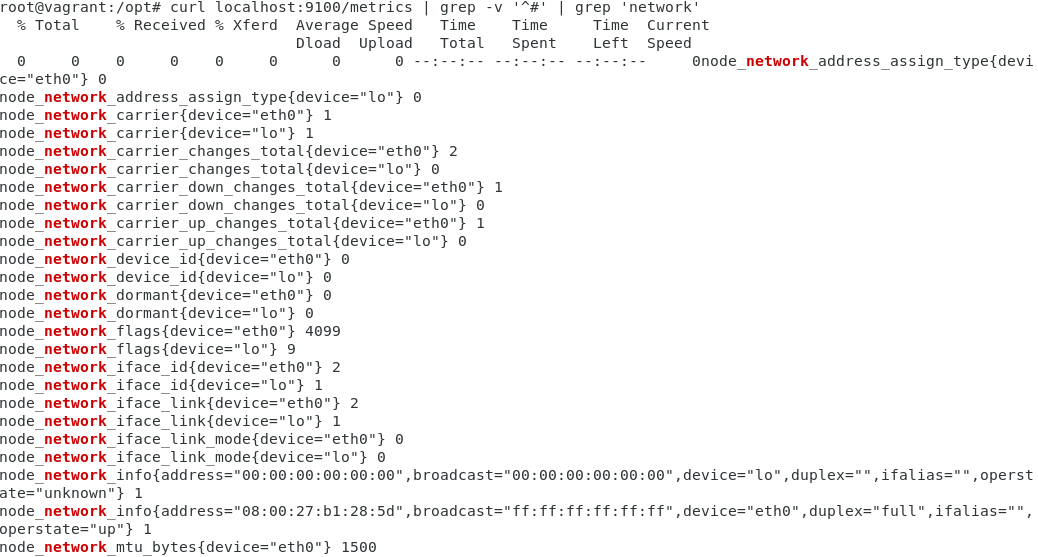 root@vagrant:/opt# curl localhost:9100/metrics | grep -v '^#' | grep 'network'
  % Total    % Received % Xferd  Average Speed   Time    Time     Time  Current
                                 Dload  Upload   Total   Spent    Left  Speed
  0     0    0     0    0     0      0      0 --:--:-- --:--:-- --:--:--     0node_network_address_assign_type{devi
ce="eth0"} 0
node_network_address_assign_type{device="lo"} 0
node_network_carrier{device="eth0"} 1
node_network_carrier{device="lo"} 1
node_network_carrier_changes_total{device="eth0"} 2
node_network_carrier_changes_total{device="lo"} 0
node_network_carrier_down_changes_total{device="eth0"} 1
node_network_carrier_down_changes_total{device="lo"} 0
node_network_carrier_up_changes_total{device="eth0"} 1
node_network_carrier_up_changes_total{device="lo"} 0
node_network_device_id{device="eth0"} 0
node_network_device_id{device="lo"} 0
node_network_dormant{device="eth0"} 0
node_network_dormant{device="lo"} 0
node_network_flags{device="eth0"} 4099
node_network_flags{device="lo"} 9
node_network_iface_id{device="eth0"} 2
node_network_iface_id{device="lo"} 1
node_network_iface_link{device="eth0"} 2
node_network_iface_link{device="lo"} 1
node_network_iface_link_mode{device="eth0"} 0
node_network_iface_link_mode{device="lo"} 0
node_network_info{address="00:00:00:00:00:00",broadcast="00:00:00:00:00:00",device="lo",duplex="",ifalias="",operst
ate="unknown"} 1
node_network_info{address="08:00:27:b1:28:5d",broadcast="ff:ff:ff:ff:ff:ff",device="eth0",duplex="full",ifalias="",
operstate="up"} 1
node_network_mtu_bytes{device="eth0"} 1500